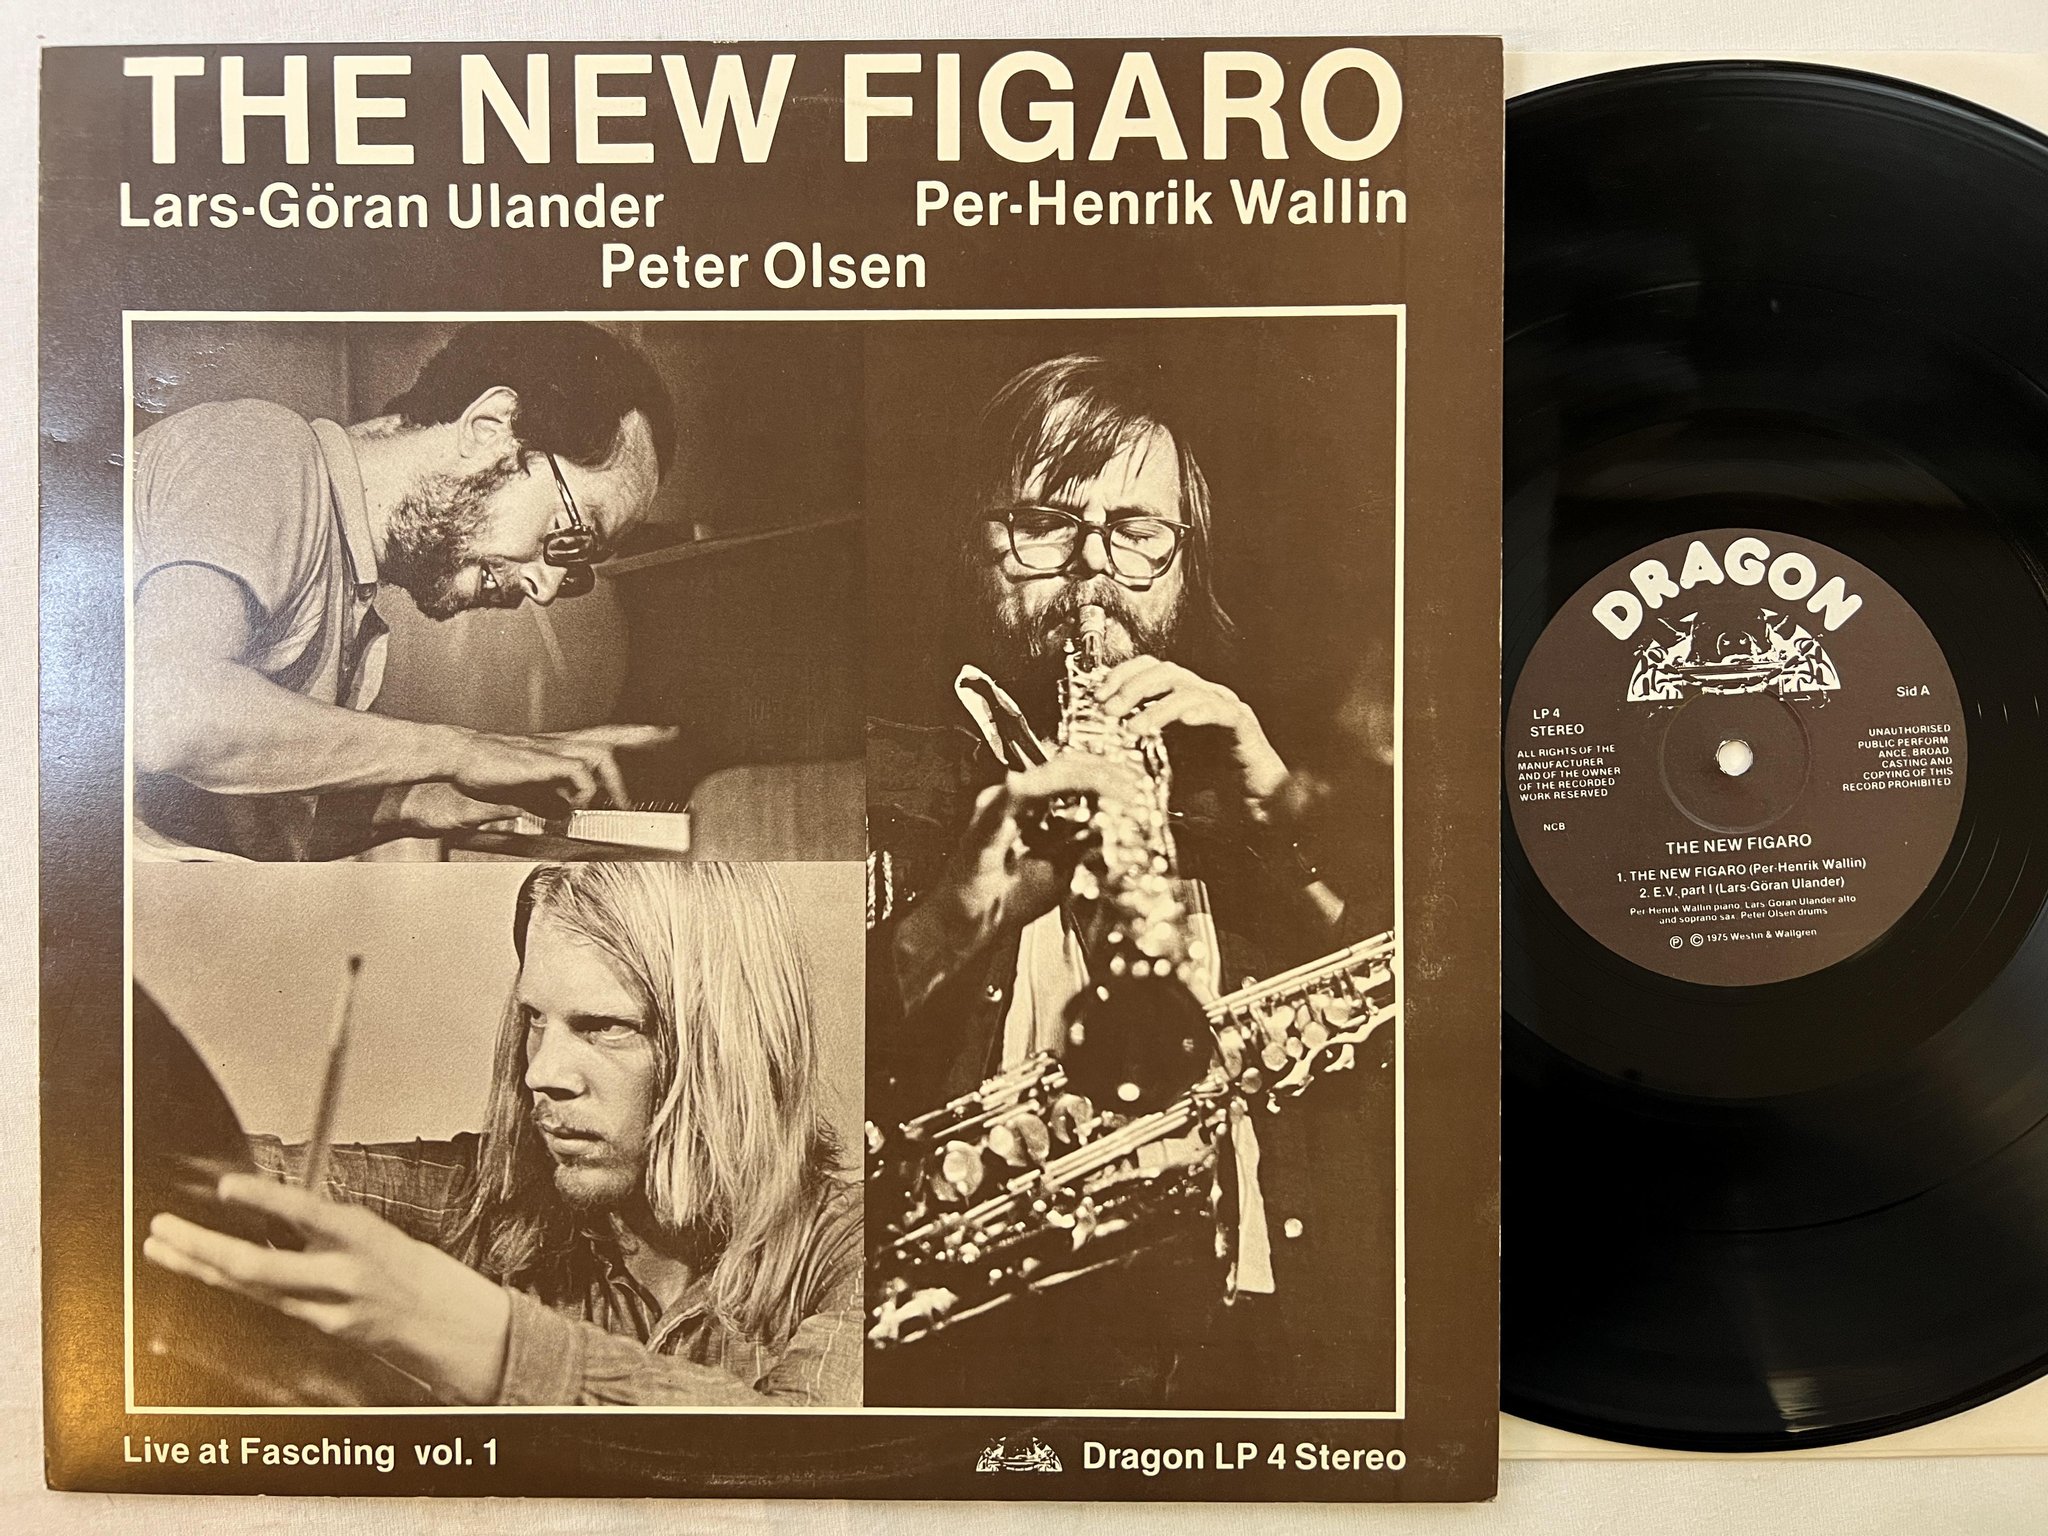 THE NEW FIGARO
Lars-Göran Ulander Per-Henrik Wallin
Peter Olsen
Live at Fasching vol. 1
Dragon LP 4 Stereo
DRAGON
Sid A
LP 4
STEREO
ALL RIGHTS OF THE
MANUFACTURER
AND OF THE OWNER
OF THE RECORDED
WORK RESERVED
NCB
UNAUTHORISED
PUBLIC PERFORM
ANCE, BROAD
CASTING AND
COPYING OF THIS
RECORD PROHIBITED
THE NEW FIGARO
1. THE NEW FIGARO (Per-Henrik Wallin)
2. E.V., part I (Lars-Göran Ulander)
Per-Henrik Wallin piano, Lars-Göran Ulander alto
and soprano sax, Peter Olsen drums
℗ © 1975 Westin & Wallgren